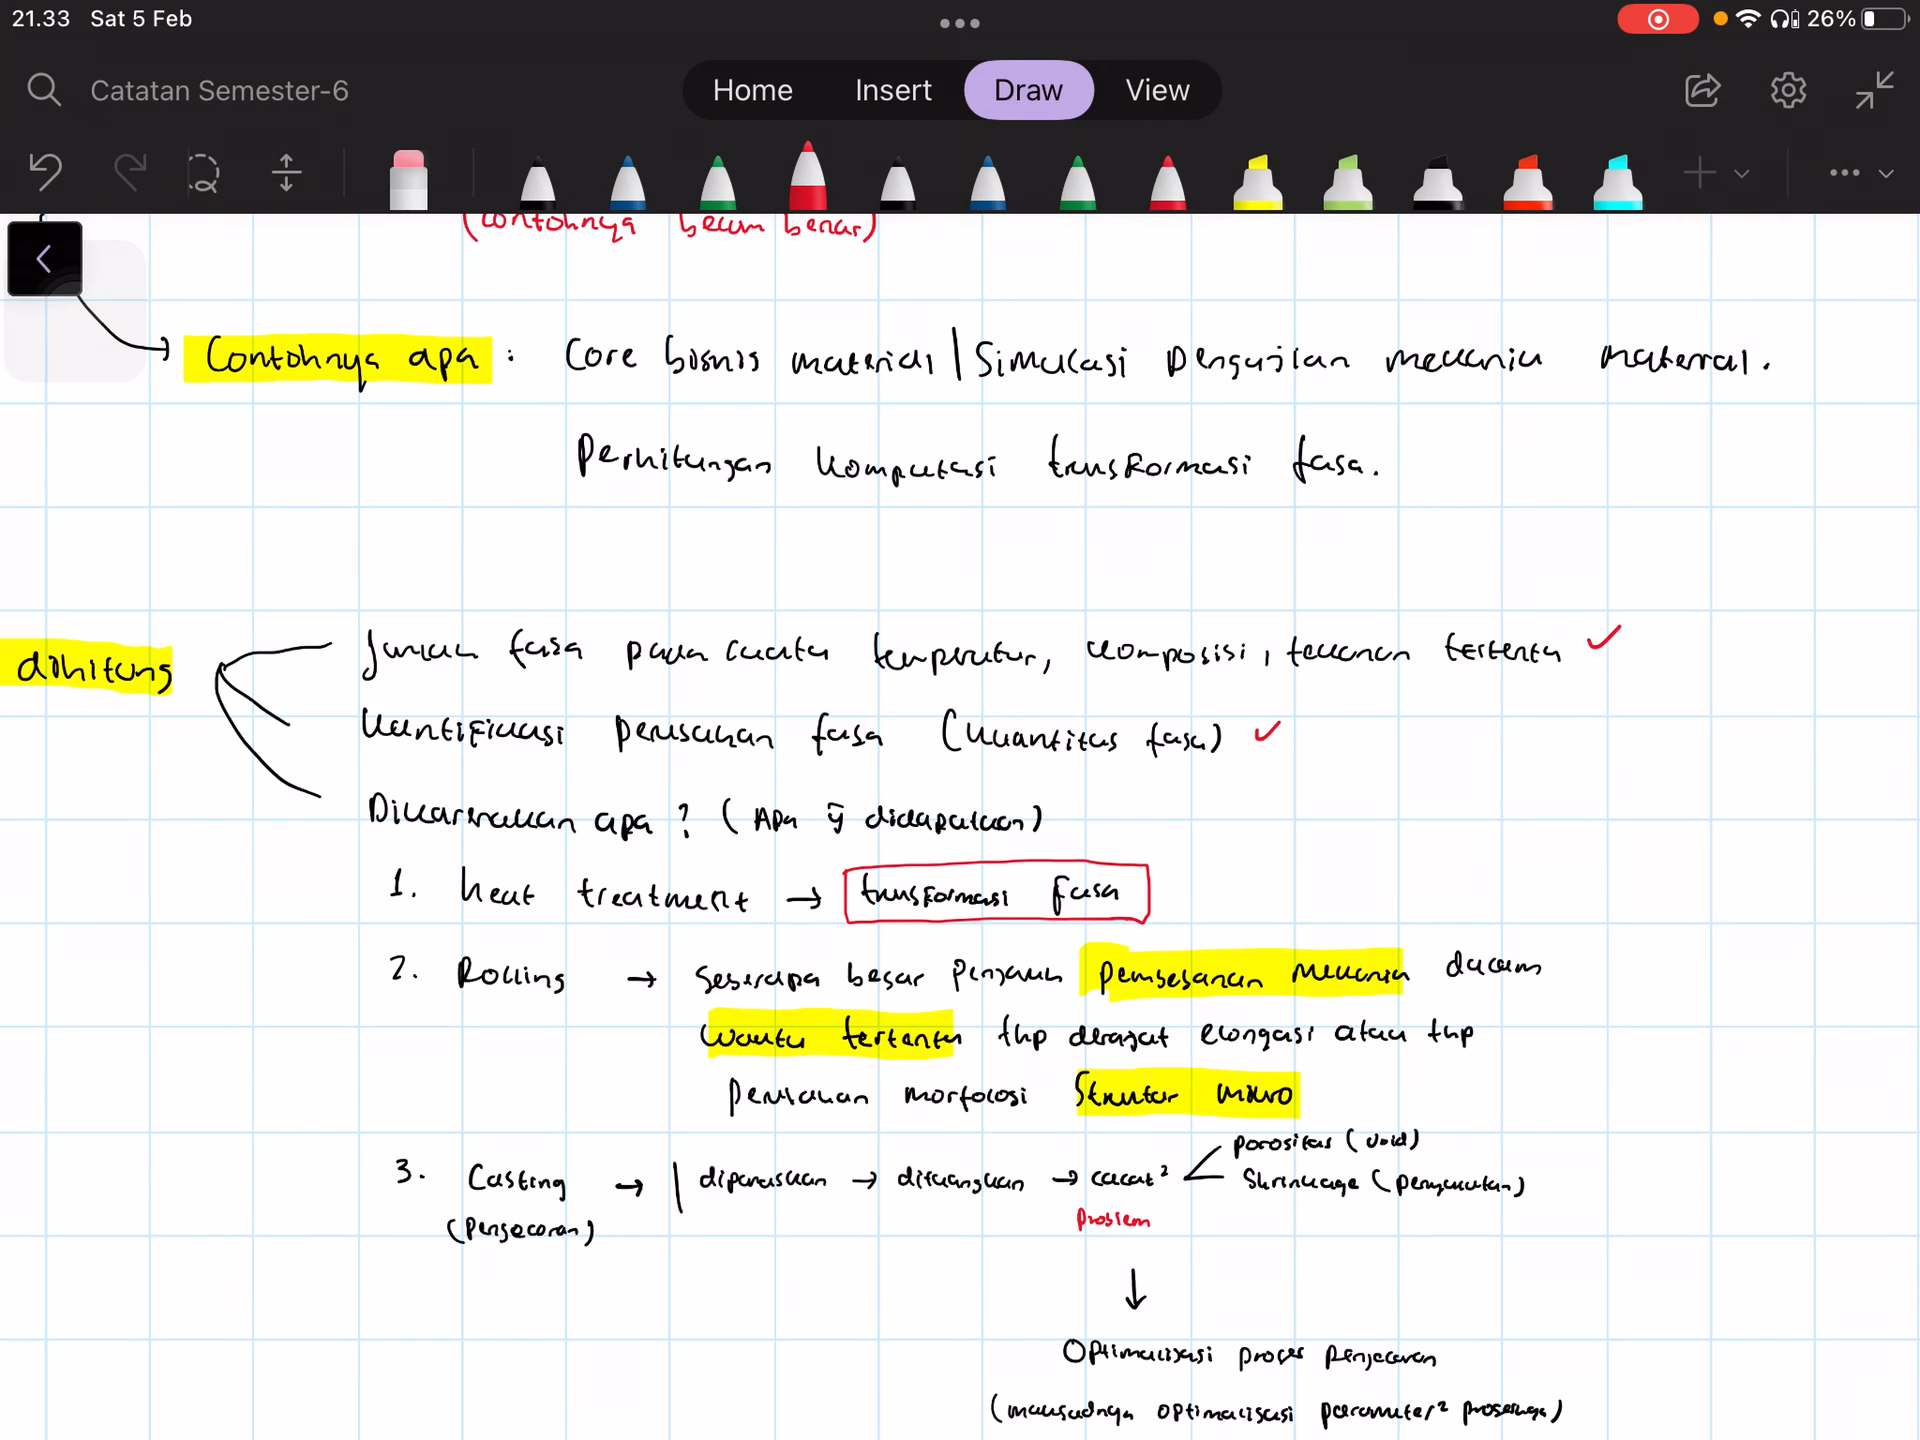 21.33 Sat 5 Feb
26%
Catatan Semester-6
Home Insert Draw View
(contohnya belum benar)
Contohnya apa : Core bisnis material | Simulasi pengujian mekanik material.
Perhitungan komputasi transformasi fasa.
dihitung
Jumlah fasa pada suatu temperatur, komposisi, tekanan tertentu ✓
Kuantifikasi perubahan fasa (kuantitas fasa) ✓
Dikarenakan apa? (Apa yg didapatkan)
1. heat treatment → transformasi fasa
2. Rolling → seberapa besar pengaruh pembebanan mekanik dalam
waktu tertentu thp derajat elongasi atau thp
perubahan morfologi Struktur mikro
3. Casting → | dipanaskan → dituangkan → cacat² porositas (void)
Shrinkage (penyusutan)
(Pengecoran)
problem
↓
Optimalisasi proses pengecoran
(maksudnya optimalisasi parameter² prosesnya)